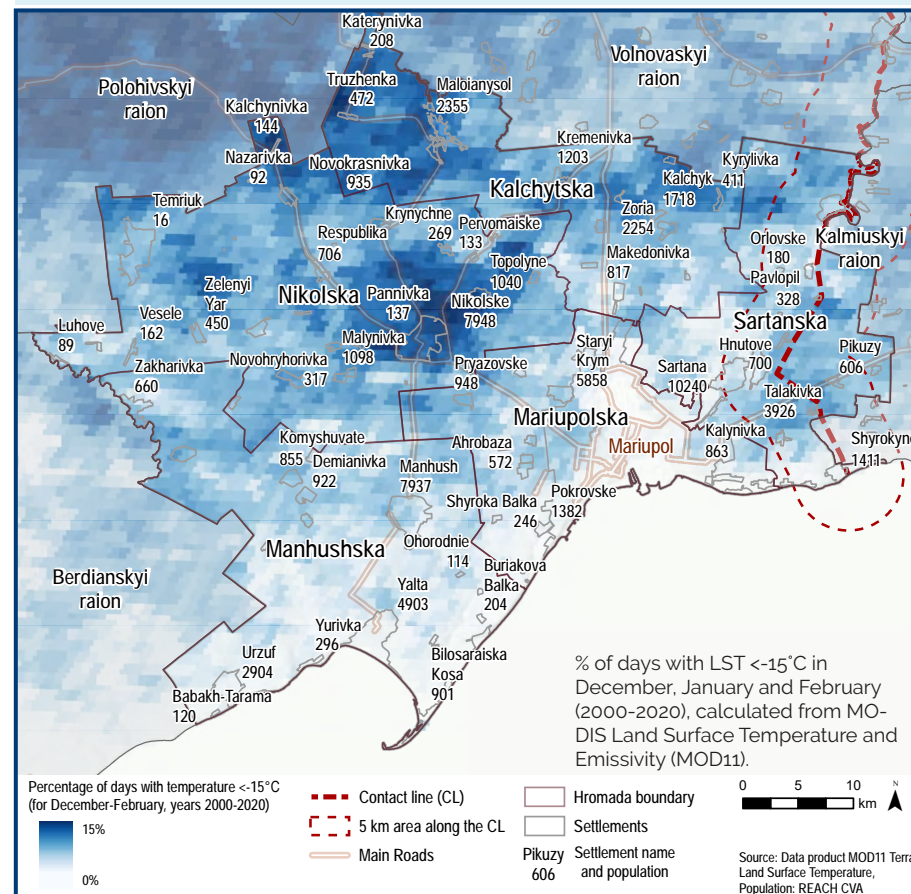 Katerynivka
208
Polohivskyi
raion
Truzhenka
472
Maloianysol
2355
Volnovaskyi
raion
Kalchynivka
144
Nazarivka
92
Novokrasnivka
935
Kremenivka
1203
Kalchytska
Kyrylivka
411
Kalchyk
1718
Temriuk
16
Krynychne
269
Pervomaiske
133
Zoria
2254
Respublika
706
Orlovske
180
Kalmiuskyi
raion
Topolyne
1040
Makedonivka
817
Pavlopil
328
Zelenyi
Yar
450
Nikolska
Pannivka
137
Nikolske
7948
Vesele
162
Luhove
89
Malynivka
1098
Sartanska
Staryi
Krym
5858
Hnutove
700
Pikuzy
606
Zakharivka
660
Novohryhorivka
317
Pryazovske
948
Sartana
10240
Talakivka
3926
Mariupolska
Mariupol
Kalynivka
863
Komyshuvate
855
Demianivka
922
Ahrobaza
572
Manhush
7937
Shyrokyne
1411
Shyroka Balka
246
Pokrovske
1382
Manhushska
Ohorodnie
114
Buriakova
Balka
204
Berdianskyi
raion
Yalta
4903
Yurivka
296
Urzuf
2904
Bilosaraiska
Kosa
901
Babakh-Tarama
120
% of days with LST <-15°C in
December, January and February
(2000-2020), calculated from MO-
DIS Land Surface Temperature and
Emissivity (MOD11).
Percentage of days with temperature <-15°C
(for December-February, years 2000-2020)
15%
0%
Contact line (CL)
5 km area along the CL
Main Roads
Hromada boundary
Settlements
Pikuzy
606
Settlement name
and population
0 5 10
km
N
Source: Data product MOD11 Terra
Land Surface Temperature,
Population: REACH CVA